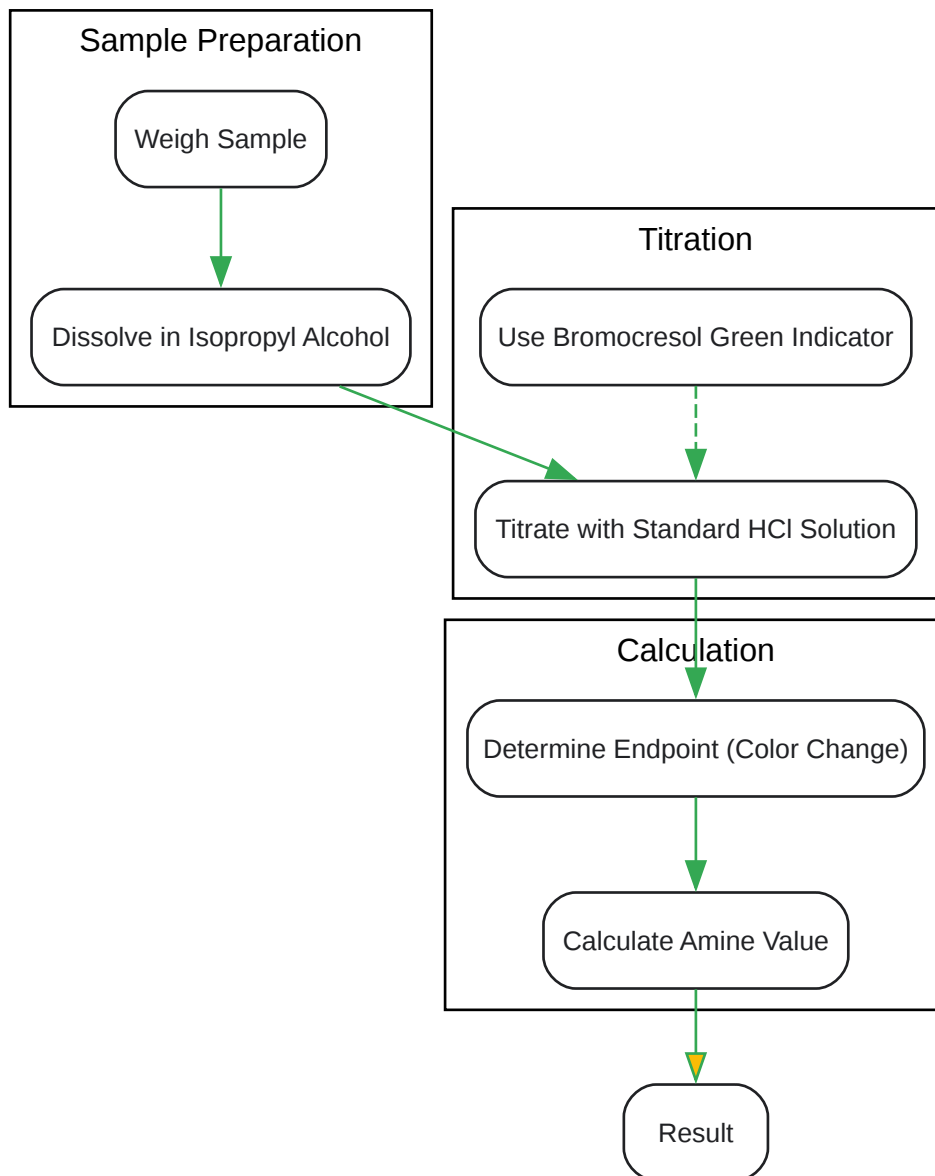 Sample Preparation
Weigh Sample
Dissolve in Isopropyl Alcohol
Titration
Use Bromocresol Green Indicator
Titrate with Standard HCl Solution
Calculation
Determine Endpoint (Color Change)
Calculate Amine Value
Result